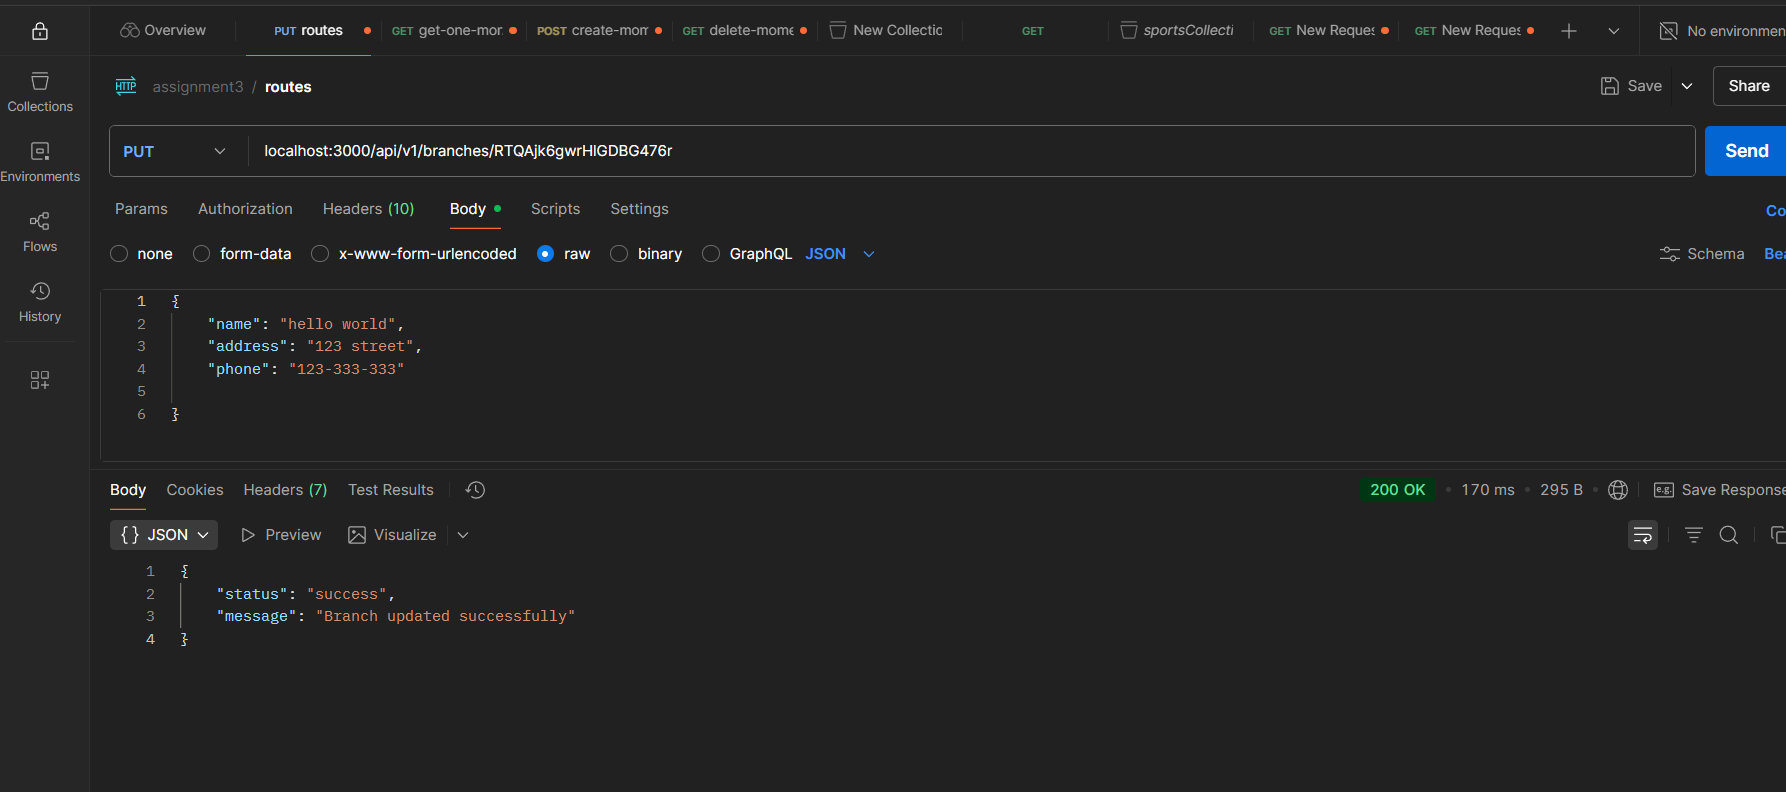 Overview
PUT routes
GET get-one-mor
POST create-mom
GET delete-mome
New Collectic
GET
sportsCollecti
GET New Reques
GET New Reques
No environmen
Collections
Environments
Flows
History
HTTP assignment3 / routes
Save
Share
PUT
localhost:3000/api/v1/branches/RTQAjk6gwrHlGDBG476r
Send
Params Authorization Headers (10) Body Scripts Settings
Co
none form-data x-www-form-urlencoded raw binary GraphQL JSON
Schema Bea
1 {
2 "name": "hello world",
3 "address": "123 street",
4 "phone": "123-333-333"
5
6 }
Body Cookies Headers (7) Test Results
200 OK • 170 ms • 295 B •
e.g. Save Response
{} JSON Preview Visualize
1 {
2 "status": "success",
3 "message": "Branch updated successfully"
4 }